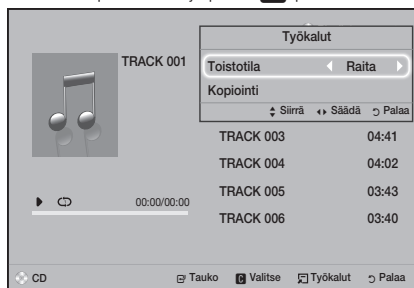 TRACK 001
Työkalut
Toistotila Raita
Kopiointi
Siirrä Säädä Palaa
TRACK 003 04:41
TRACK 004 04:02
TRACK 005 03:43
TRACK 006 03:40
00:00/00:00
CD Tauko C Valitse Työkalut Palaa